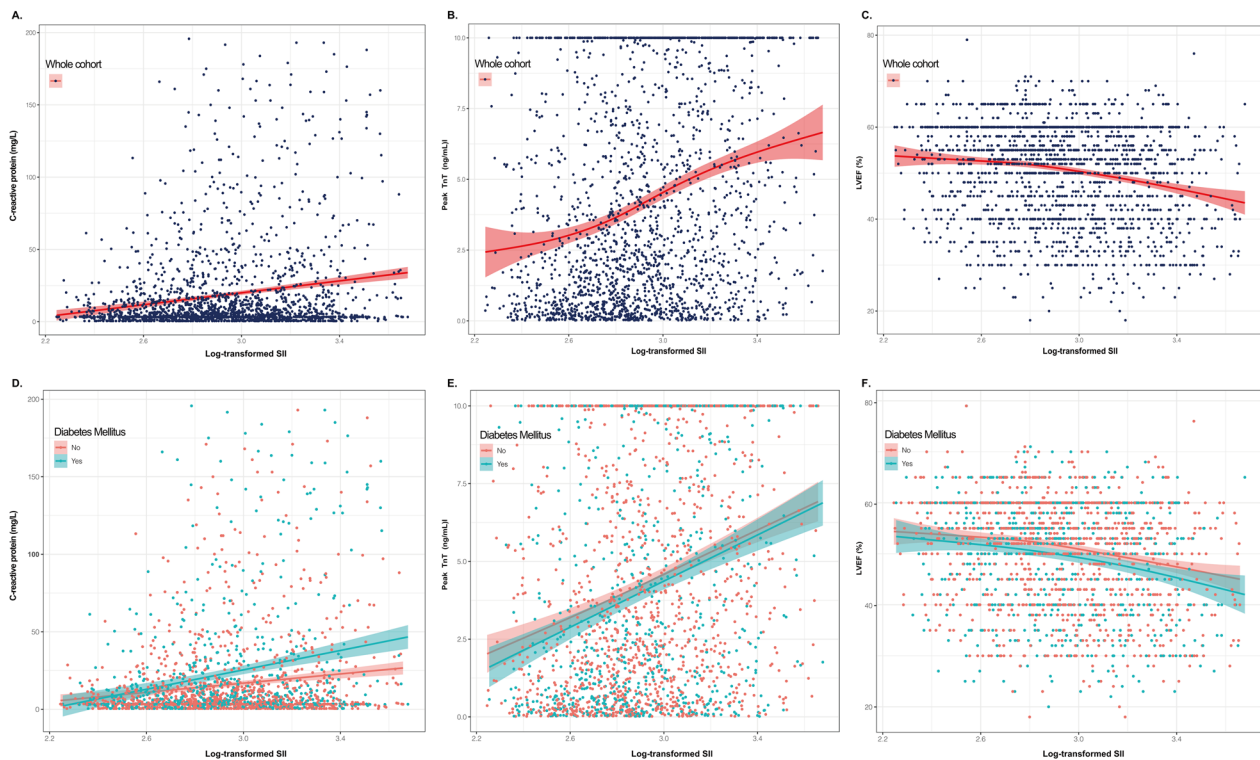 A.
200
150
100
50
0
C-reactive protein (mg/L)
Whole cohort
2.2 2.6 3.0 3.4
Log-transformed SII
B.
10.0
7.5
5.0
2.5
0.0
Peak TnT (ng/mL)l
Whole cohort
2.2 2.6 3.0 3.4
Log-transformed SII
C.
80
60
40
20
LVEF (%)
Whole cohort
2.2 2.6 3.0 3.4
Log-transformed SII
D.
200
150
100
50
0
C-reactive protein (mg/L)
Diabetes Mellitus
No
Yes
2.2 2.6 3.0 3.4
Log-transformed SII
E.
10.0
7.5
5.0
2.5
0.0
Peak TnT (ng/mL)l
Diabetes Mellitus
No
Yes
2.2 2.6 3.0 3.4
Log-transformed SII
F.
80
60
40
20
LVEF (%)
Diabetes Mellitus
No
Yes
2.2 2.6 3.0 3.4
Log-transformed SII